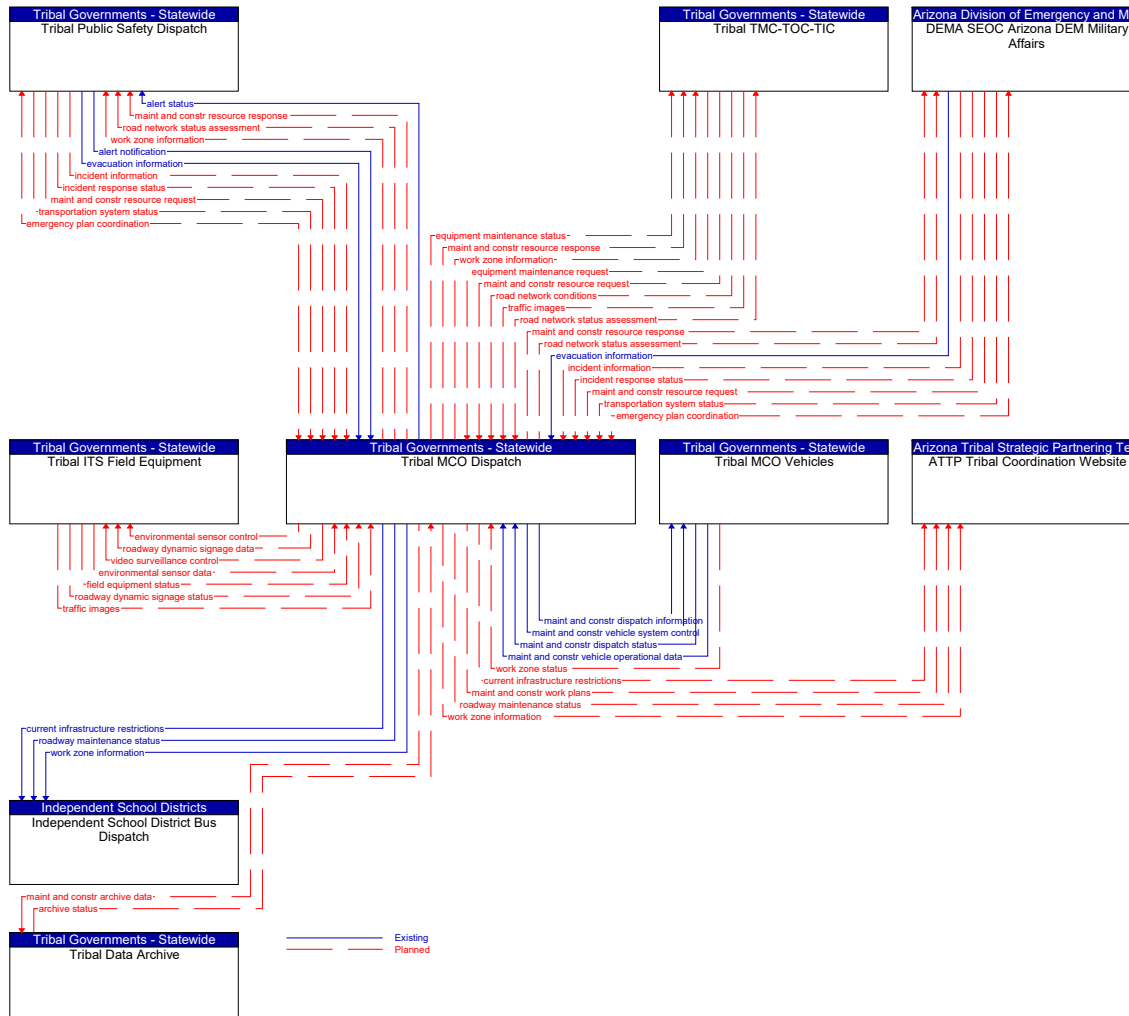 Tribal Governments - Statewide
Tribal Public Safety Dispatch
Tribal Governments - Statewide
Tribal TMC-TOC-TIC
Arizona Division of Emergency and M
DEMA SEOC Arizona DEM Military
Affairs
alert status
maint and constr resource response
road network status assessment
work zone information
alert notification
evacuation information
incident information
incident response status
maint and constr resource request
transportation system status
emergency plan coordination
equipment maintenance status
maint and constr resource response
work zone information
equipment maintenance request
maint and constr resource request
road network conditions
traffic images
road network status assessment
maint and constr resource response
road network status assessment
evacuation information
incident information
incident response status
maint and constr resource request
transportation system status
emergency plan coordination
Tribal Governments - Statewide
Tribal ITS Field Equipment
Tribal Governments - Statewide
Tribal MCO Dispatch
Tribal Governments - Statewide
Tribal MCO Vehicles
Arizona Tribal Strategic Partnering Te
ATTP Tribal Coordination Website
environmental sensor control
roadway dynamic signage data
video surveillance control
environmental sensor data
field equipment status
roadway dynamic signage status
traffic images
maint and constr dispatch information
maint and constr vehicle system control
maint and constr dispatch status
maint and constr vehicle operational data
work zone status
current infrastructure restrictions
maint and constr work plans
roadway maintenance status
work zone information
current infrastructure restrictions
roadway maintenance status
work zone information
Independent School Districts
Independent School District Bus
Dispatch
maint and constr archive data
archive status
Tribal Governments - Statewide
Tribal Data Archive
Existing
Planned